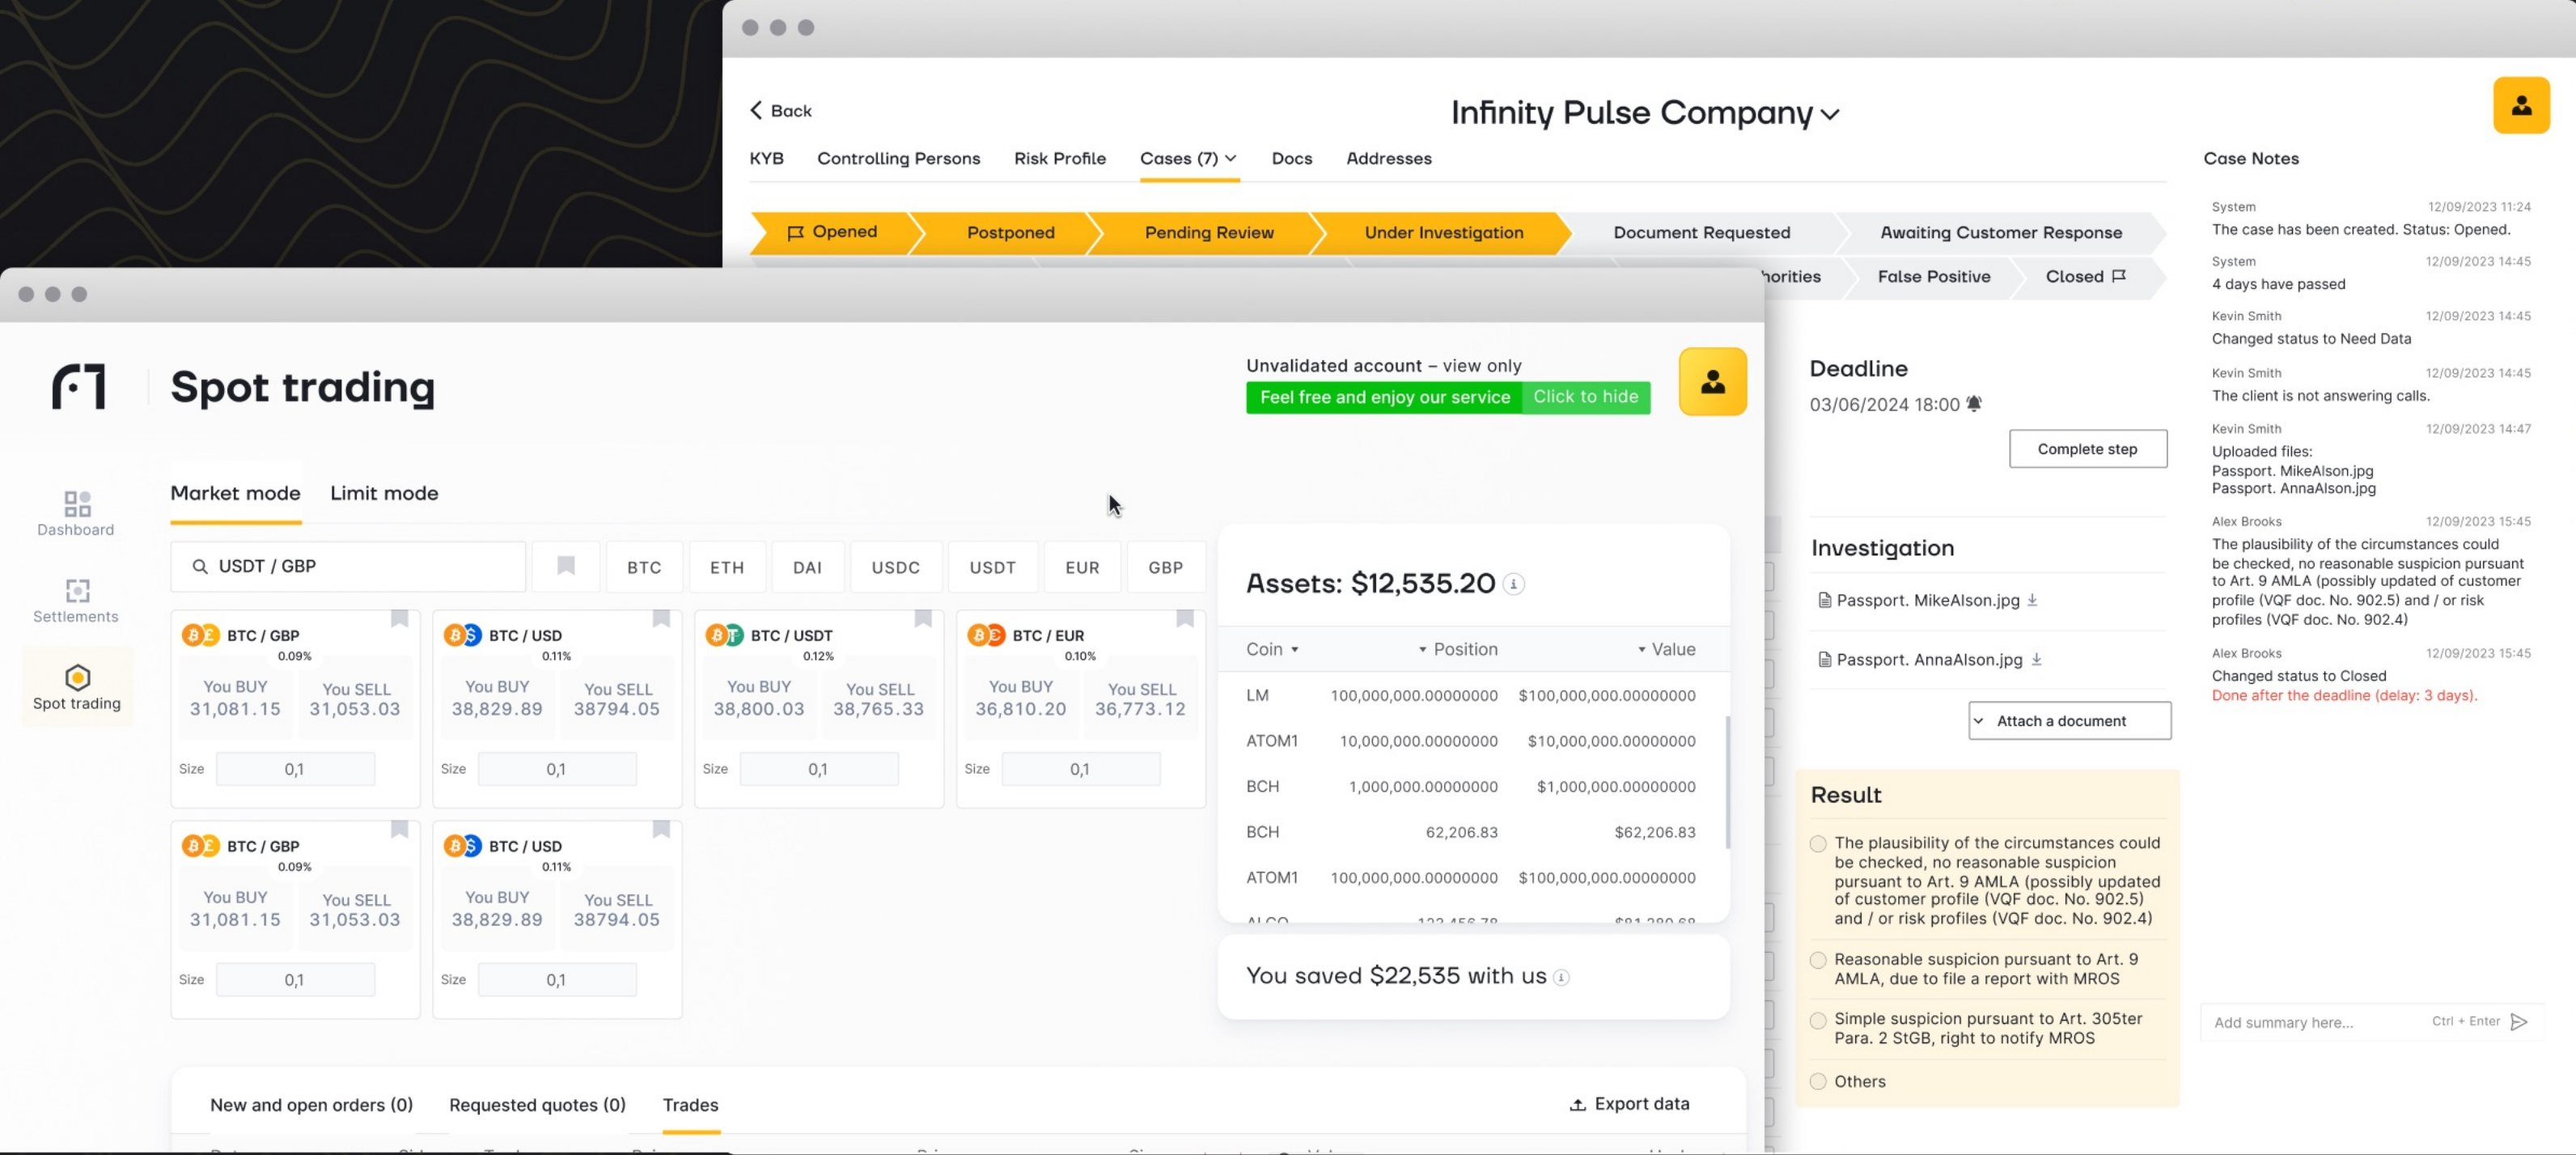 Back
Infinity Pulse Company
KYB Controlling Persons Risk Profile Cases (7) Docs Addresses
Opened Postponed Pending Review Under Investigation Document Requested Awaiting Customer Response
False Positive Closed
Case Notes
System 12/09/2023 11:24
The case has been created. Status: Opened.
System 12/09/2023 14:45
4 days have passed
Kevin Smith 12/09/2023 14:45
Changed status to Need Data
Kevin Smith 12/09/2023 14:45
The client is not answering calls.
Kevin Smith 12/09/2023 14:47
Uploaded files:
Passport. MikeAlson.jpg
Passport. AnnaAlson.jpg
Alex Brooks 12/09/2023 15:45
The plausibility of the circumstances could
be checked, no reasonable suspicion pursuant
to Art. 9 AMLA (possibly updated of customer
profile (VQF doc. No. 902.5) and / or risk
profiles (VQF doc. No. 902.4)
Alex Brooks 12/09/2023 15:45
Changed status to Closed
Done after the deadline (delay: 3 days).
Add summary here... Ctrl + Enter
Deadline
03/06/2024 18:00
Complete step
Investigation
Passport. MikeAlson.jpg
Passport. AnnaAlson.jpg
Attach a document
Result
The plausibility of the circumstances could
be checked, no reasonable suspicion
pursuant to Art. 9 AMLA (possibly updated
of customer profile (VQF doc. No. 902.5)
and / or risk profiles (VQF doc. No. 902.4)
Reasonable suspicion pursuant to Art. 9
AMLA, due to file a report with MROS
Simple suspicion pursuant to Art. 305ter
Para. 2 StGB, right to notify MROS
Others
Spot trading
Unvalidated account – view only
Feel free and enjoy our service Click to hide
Dashboard
Settlements
Spot trading
Market mode Limit mode
USDT / GBP BTC ETH DAI USDC USDT EUR GBP
BTC / GBP
0.09%
You BUY You SELL
31,081.15 31,053.03
Size 0,1
BTC / USD
0.11%
You BUY You SELL
38,829.89 38794.05
Size 0,1
BTC / USDT
0.12%
You BUY You SELL
38,800.03 38,765.33
Size 0,1
BTC / EUR
0.10%
You BUY You SELL
36,810.20 36,773.12
Size 0,1
BTC / GBP
0.09%
You BUY You SELL
31,081.15 31,053.03
Size 0,1
BTC / USD
0.11%
You BUY You SELL
38,829.89 38794.05
Size 0,1
Assets: $12,535.20
Coin Position Value
LM 100,000,000.00000000 $100,000,000.00000000
ATOM1 10,000,000.00000000 $10,000,000.00000000
BCH 1,000,000.00000000 $1,000,000.00000000
BCH 62,206.83 $62,206.83
ATOM1 100,000,000.00000000 $100,000,000.00000000
You saved $22,535 with us
New and open orders (0) Requested quotes (0) Trades Export data